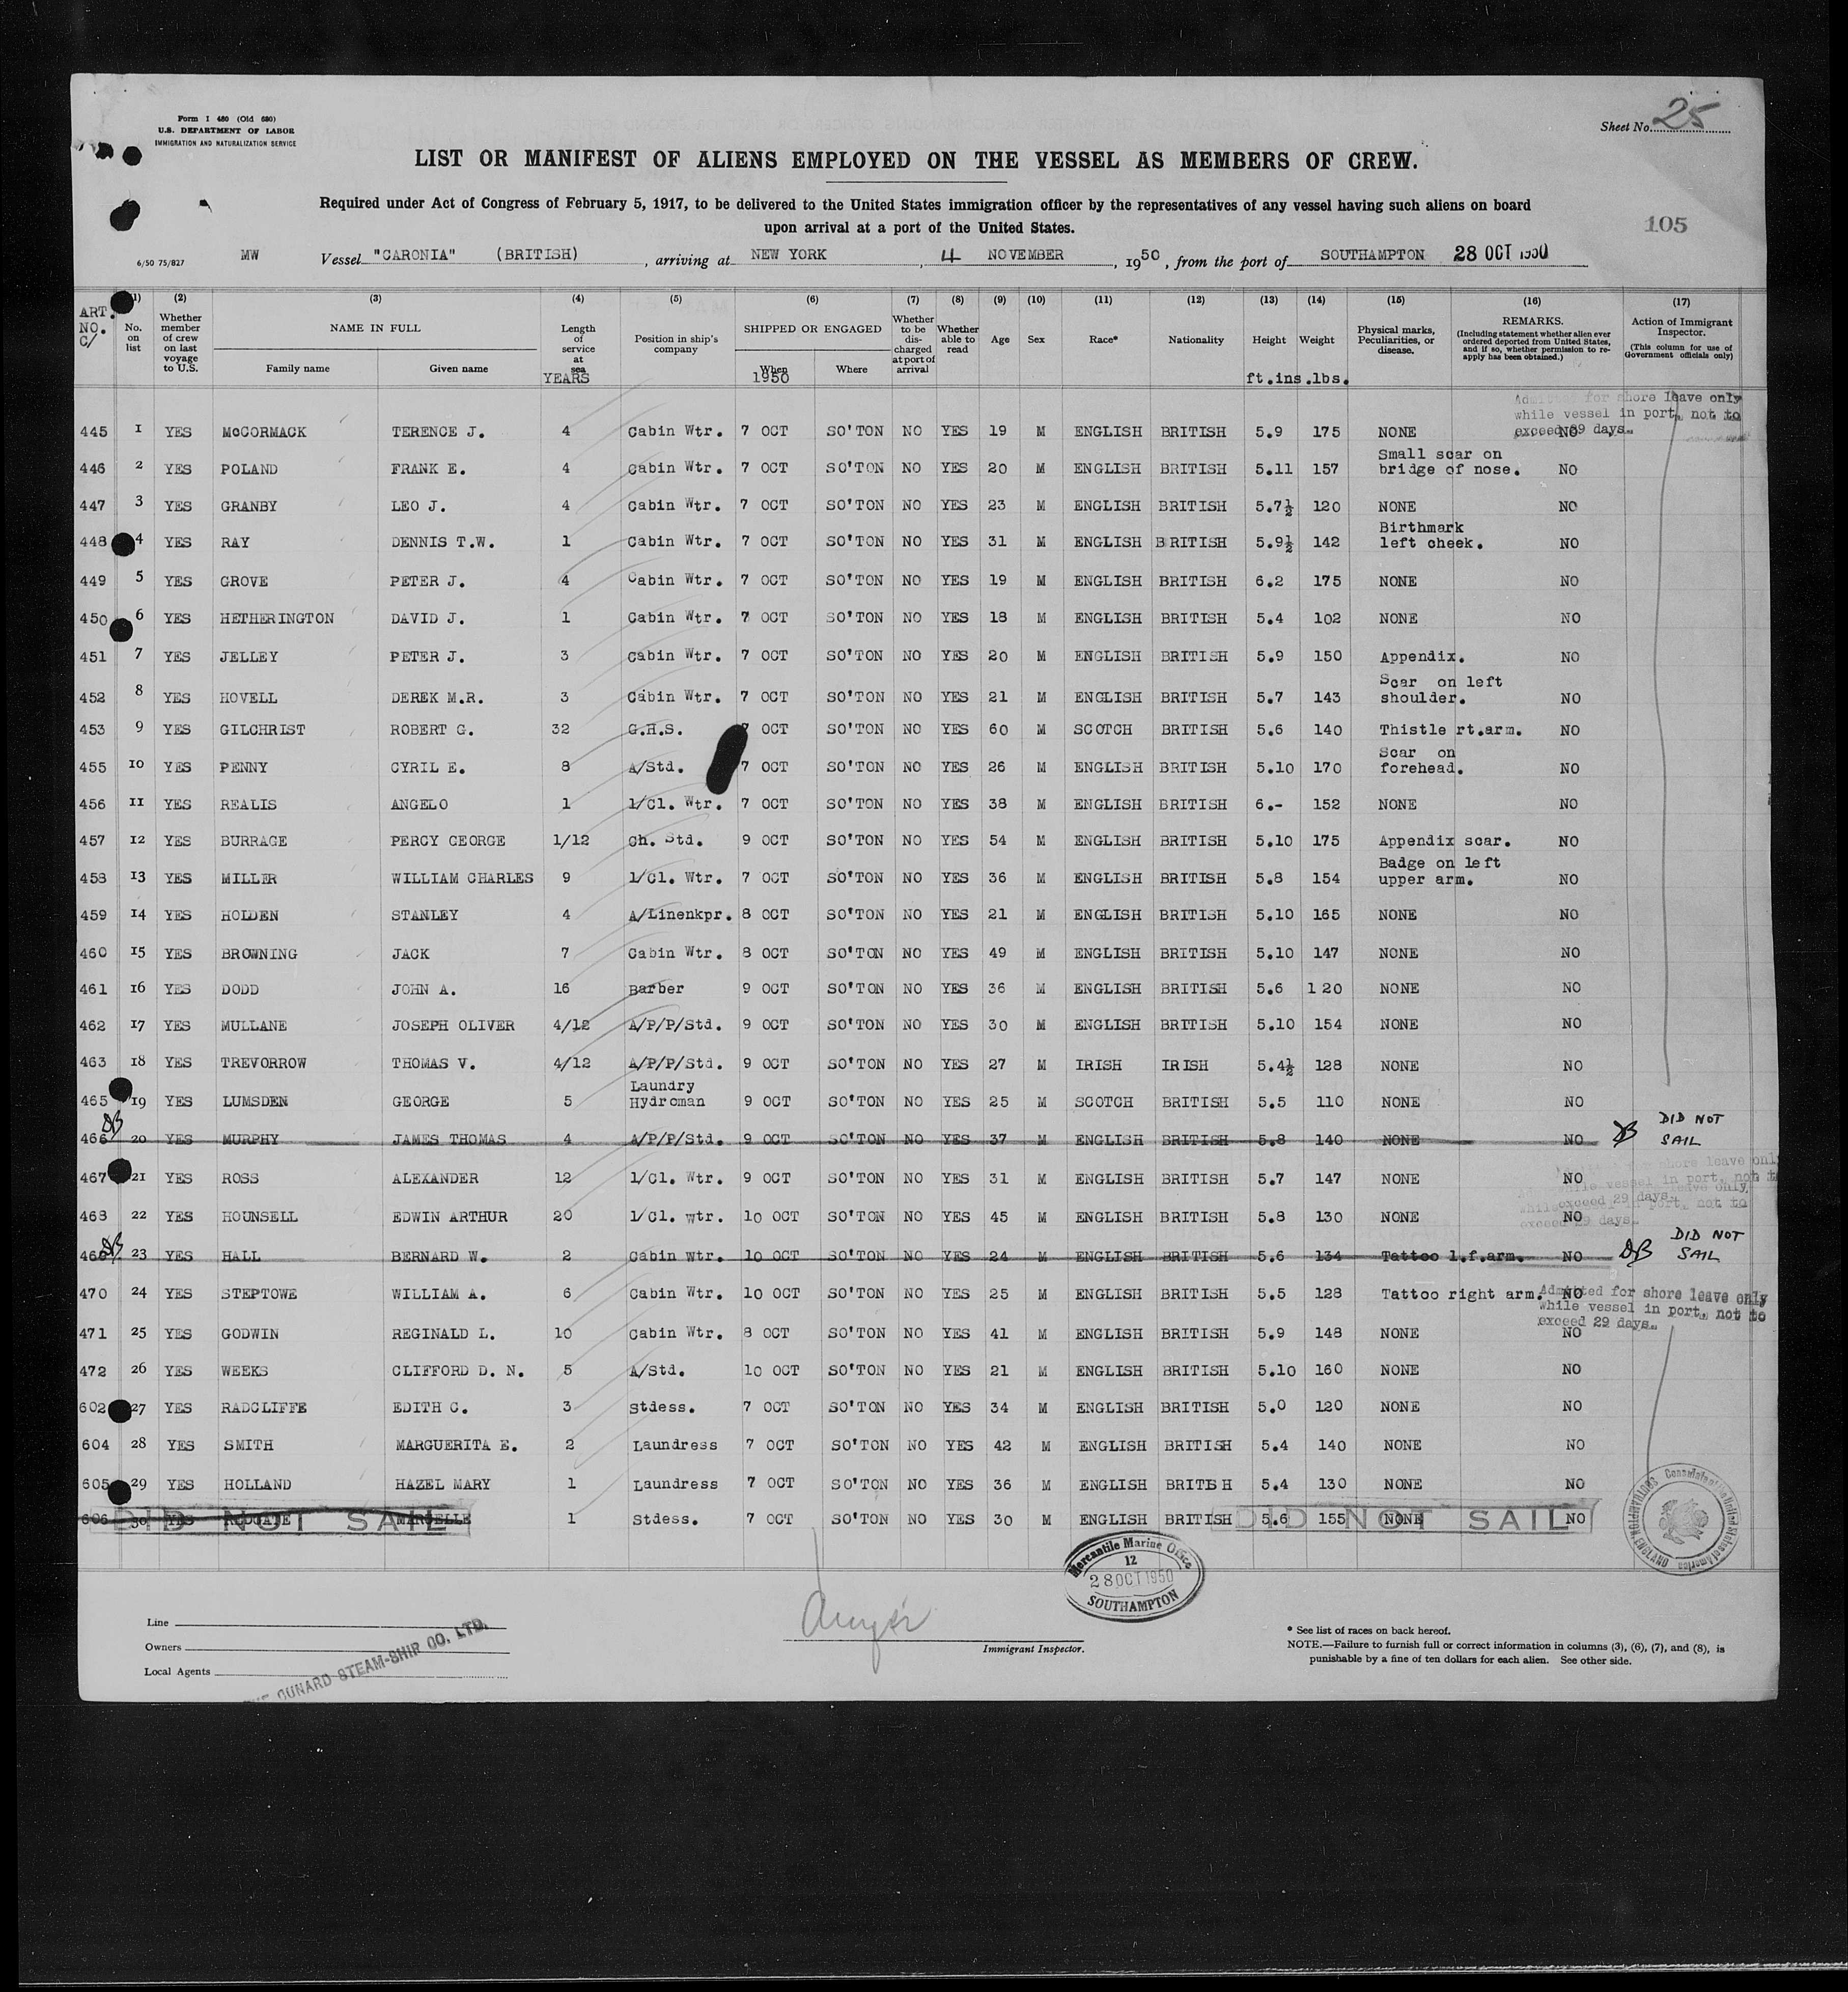 Form I 480 (Old 680)
U.S. DEPARTMENT OF LABOR
IMMIGRATION AND NATURALIZATION SERVICE
Sheet No. 25
LIST OR MANIFEST OF ALIENS EMPLOYED ON THE VESSEL AS MEMBERS OF CREW.
Required under Act of Congress of February 5, 1917, to be delivered to the United States immigration officer by the representatives of any vessel having such aliens on board
upon arrival at a port of the United States.
105
6/50 75/827 MW Vessel "CARONIA" (BRITISH), arriving at NEW YORK, 4 NOVEMBER, 1950, from the port of SOUTHAMPTON 28 OCT 1950
ART. NO. C/ (1) No. on list (2) Whether member of crew on last voyage to U.S. (3) NAME IN FULL Family name Given name (4) Length of service at sea YEARS (5) Position in ship's company (6) SHIPPED OR ENGAGED When 1950 Where (7) Whether to be discharged at port of arrival (8) Whether able to read (9) Age (10) Sex (11) Race* (12) Nationality (13) Height ft.ins. (14) Weight lbs. (15) Physical marks, Peculiarities, or disease. (16) REMARKS. (Including statement whether alien ever ordered deported from United States, and if so, whether permission to re-apply has been obtained.) (17) Action of Immigrant Inspector. (This column for use of Government officials only)
Admitted for shore leave only
while vessel in port, not to
exceed 29 days.
445 1 YES McCORMACK TERENCE J. 4 Cabin Wtr. 7 OCT SO'TON NO YES 19 M ENGLISH BRITISH 5.9 175 NONE NO
446 2 YES POLAND FRANK E. 4 Cabin Wtr. 7 OCT SO'TON NO YES 20 M ENGLISH BRITISH 5.11 157 Small scar on bridge of nose. NO
447 3 YES GRANBY LEO J. 4 Cabin Wtr. 7 OCT SO'TON NO YES 23 M ENGLISH BRITISH 5.7½ 120 NONE NO
448 4 YES RAY DENNIS T.W. 1 Cabin Wtr. 7 OCT SO'TON NO YES 31 M ENGLISH BRITISH 5.9½ 142 Birthmark left cheek. NO
449 5 YES GROVE PETER J. 4 Cabin Wtr. 7 OCT SO'TON NO YES 19 M ENGLISH BRITISH 6.2 175 NONE NO
450 6 YES HETHERINGTON DAVID J. 1 Cabin Wtr. 7 OCT SO'TON NO YES 18 M ENGLISH BRITISH 5.4 102 NONE NO
451 7 YES JELLEY PETER J. 3 Cabin Wtr. 7 OCT SO'TON NO YES 20 M ENGLISH BRITISH 5.9 150 Appendix. NO
452 8 YES HOVELL DEREK M.R. 3 Cabin Wtr. 7 OCT SO'TON NO YES 21 M ENGLISH BRITISH 5.7 143 Scar on left shoulder. NO
453 9 YES GILCHRIST ROBERT G. 32 G.H.S. 7 OCT SO'TON NO YES 60 M SCOTCH BRITISH 5.6 140 Thistle rt.arm. NO
455 10 YES PENNY CYRIL E. 8 A/Std. 7 OCT SO'TON NO YES 26 M ENGLISH BRITISH 5.10 170 Scar on forehead. NO
456 11 YES REALIS ANGELO 1 1/Cl. Wtr. 7 OCT SO'TON NO YES 38 M ENGLISH BRITISH 6.- 152 NONE NO
457 12 YES BURRAGE PERCY GEORGE 1/12 Ch. Std. 9 OCT SO'TON NO YES 54 M ENGLISH BRITISH 5.10 175 Appendix scar. NO
458 13 YES MILLER WILLIAM CHARLES 9 1/Cl. Wtr. 7 OCT SO'TON NO YES 36 M ENGLISH BRITISH 5.8 154 Badge on left upper arm. NO
459 14 YES HOLDEN STANLEY 4 A/Linenkpr. 8 OCT SO'TON NO YES 21 M ENGLISH BRITISH 5.10 165 NONE NO
460 15 YES BROWNING JACK 7 Cabin Wtr. 8 OCT SO'TON NO YES 49 M ENGLISH BRITISH 5.10 147 NONE NO
461 16 YES DODD JOHN A. 16 Barber 9 OCT SO'TON NO YES 36 M ENGLISH BRITISH 5.6 120 NONE NO
462 17 YES MULLANE JOSEPH OLIVER 4/12 A/P/P/Std. 9 OCT SO'TON NO YES 30 M ENGLISH BRITISH 5.10 154 NONE NO
463 18 YES TREVORROW THOMAS V. 4/12 A/P/P/Std. 9 OCT SO'TON NO YES 27 M IRISH IRISH 5.4½ 128 NONE NO
465 19 YES LUMSDEN GEORGE 5 Laundry Hydroman 9 OCT SO'TON NO YES 25 M SCOTCH BRITISH 5.5 110 NONE NO
466 20 YES MURPHY JAMES THOMAS 4 A/P/P/Std. 9 OCT SO'TON NO YES 37 M ENGLISH BRITISH 5.8 140 NONE NO DB DID NOT SAIL
467 21 YES ROSS ALEXANDER 12 1/Cl. Wtr. 9 OCT SO'TON NO YES 31 M ENGLISH BRITISH 5.7 147 NONE NO
468 22 YES HOUNSELL EDWIN ARTHUR 20 1/Cl. wtr. 10 OCT SO'TON NO YES 45 M ENGLISH BRITISH 5.8 130 NONE NO
469 23 YES HALL BERNARD W. 2 Cabin wtr. 10 OCT SO'TON NO YES 24 M ENGLISH BRITISH 5.6 134 Tattoo l.f.arm. NO DB DID NOT SAIL
470 24 YES STEPTOWE WILLIAM A. 6 Cabin Wtr. 10 OCT SO'TON NO YES 25 M ENGLISH BRITISH 5.5 128 Tattoo right arm. NO
Admitted for shore leave only
while vessel in port, not to
exceed 29 days.
471 25 YES GODWIN REGINALD L. 10 Cabin Wtr. 8 OCT SO'TON NO YES 41 M ENGLISH BRITISH 5.9 148 NONE NO
472 26 YES WEEKS CLIFFORD D. N. 5 A/Std. 10 OCT SO'TON NO YES 21 M ENGLISH BRITISH 5.10 160 NONE NO
602 27 YES RADCLIFFE EDITH C. 3 Stdess. 7 OCT SO'TON NO YES 34 M ENGLISH BRITISH 5.0 120 NONE NO
604 28 YES SMITH MARGUERITA E. 2 Laundress 7 OCT SO'TON NO YES 42 M ENGLISH BRITISH 5.4 140 NONE NO
605 29 YES HOLLAND HAZEL MARY 1 Laundress 7 OCT SO'TON NO YES 36 M ENGLISH BRITISH 5.4 130 NONE NO
606 30 YES MARCELLE 1 Stdess. 7 OCT SO'TON NO YES 30 M ENGLISH BRITISH 5.6 155 NONE NO
DID NOT SAIL DID NOT SAIL
Mercantile Marine Office
12
28 OCT 1950
SOUTHAMPTON
Consulate of the United States of America
SOUTHAMPTON, ENGLAND
Line
Owners
Local Agents
CUNARD STEAM-SHIP CO. LTD.
Immigrant Inspector.
* See list of races on back hereof.
NOTE.—Failure to furnish full or correct information in columns (3), (6), (7), and (8), is
punishable by a fine of ten dollars for each alien. See other side.